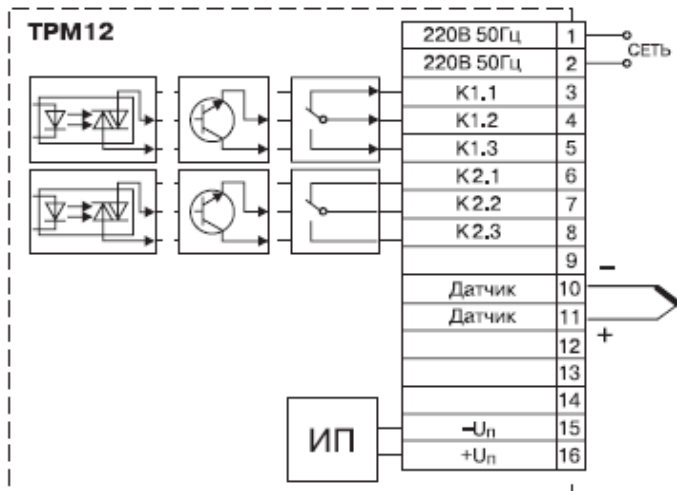 ТРМ12
220В 50Гц 1
220В 50Гц 2
СЕТЬ
К1.1 3
К1.2 4
К1.3 5
К2.1 6
К2.2 7
К2.3 8
9 –
Датчик 10
Датчик 11
+
12
13
14
ИП
–Uп 15
+Uп 16